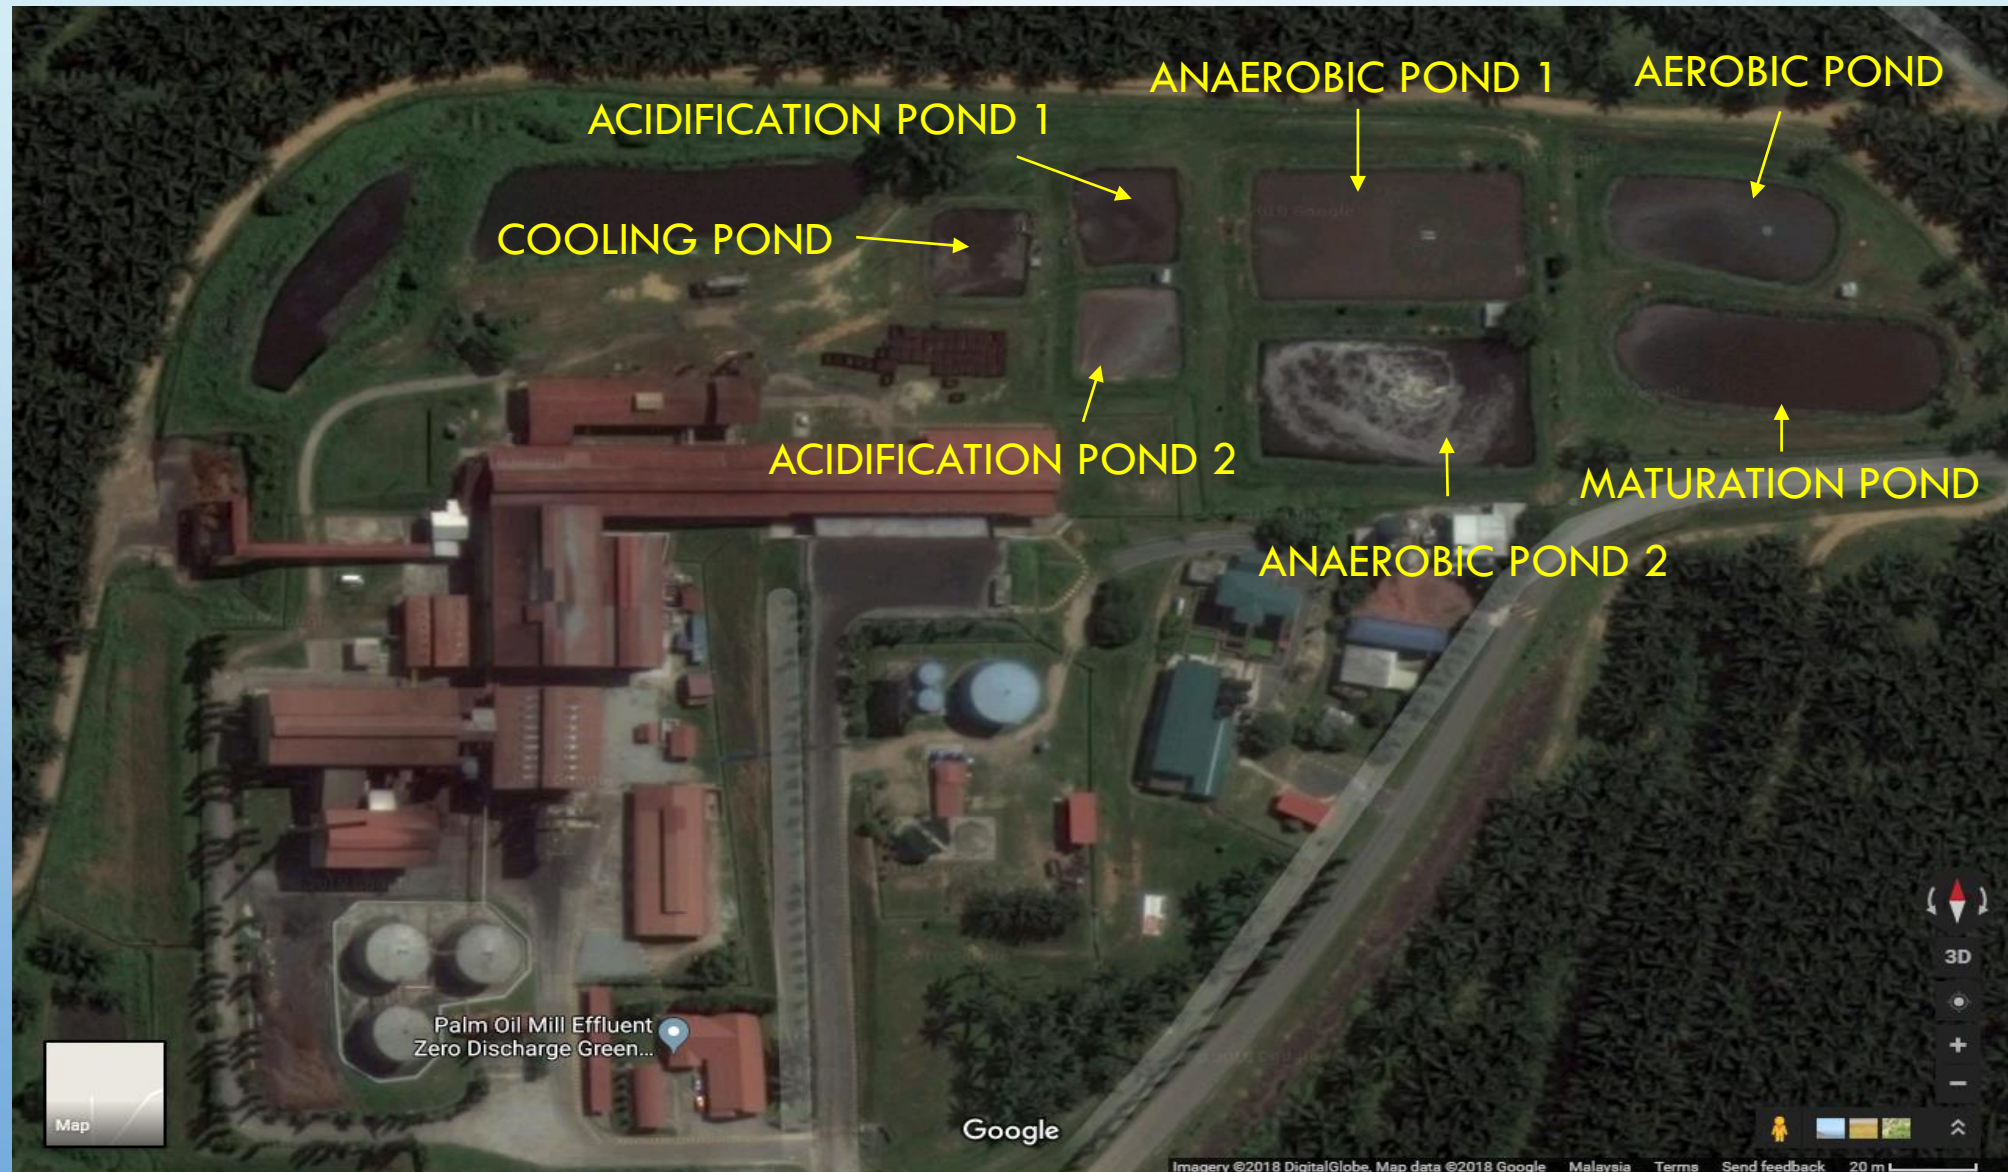 ANAEROBIC POND 1
AEROBIC POND
ACIDIFICATION POND 1
COOLING POND
ACIDIFICATION POND 2
MATURATION POND
ANAEROBIC POND 2
3D
Palm Oil Mill Effluent
Zero Discharge Green...
Map
Google
Imagery ©2018 DigitalGlobe, Map data ©2018 Google Malaysia Terms Send feedback 20 m